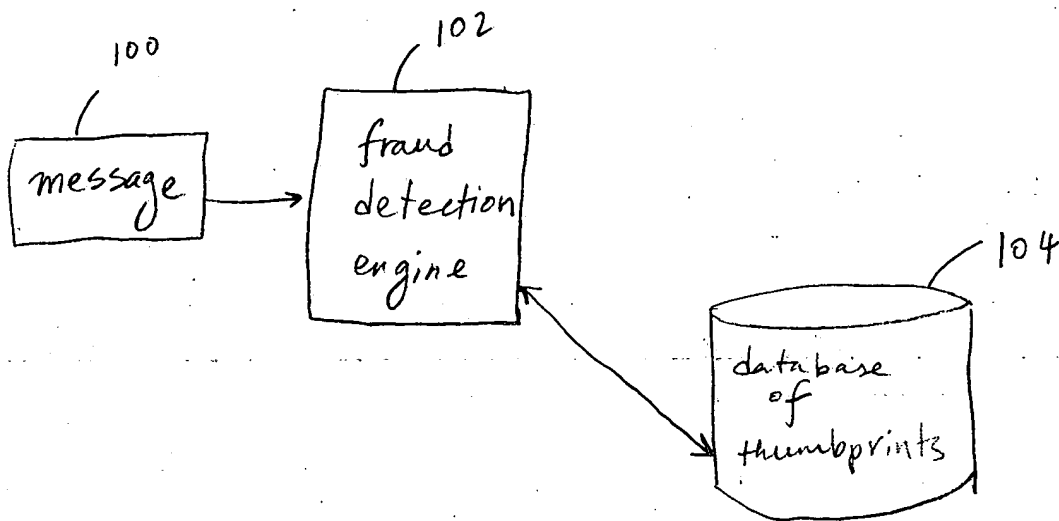 100
102
message
fraud
detection
engine
104
database
of
thumbprints